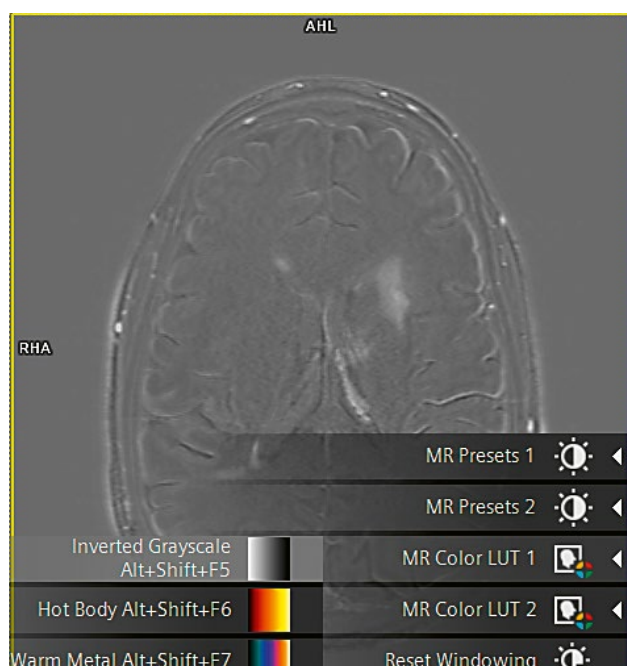 AHL
RHA
MR Presets 1
MR Presets 2
Inverted Grayscale
Alt+Shift+F5
MR Color LUT 1
Hot Body Alt+Shift+F6
MR Color LUT 2
Warm Metal Alt+Shift+F7
Reset Windowing